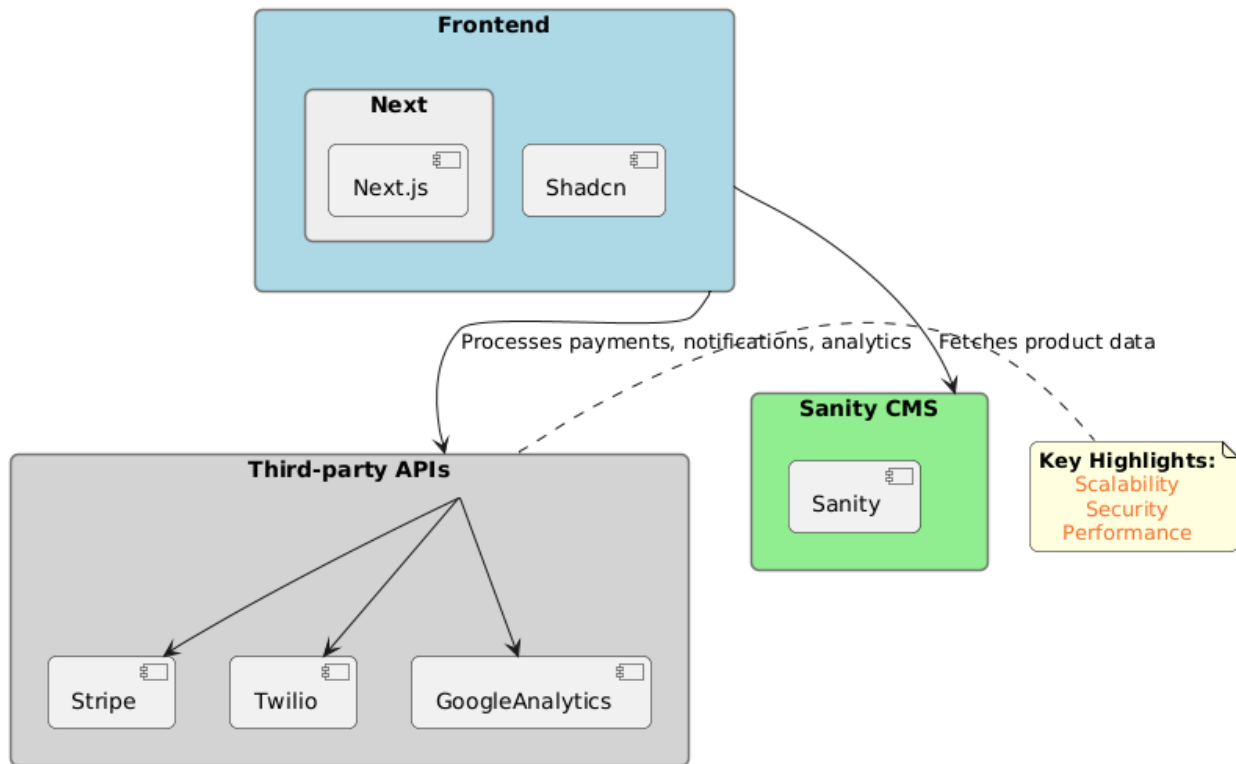 Frontend
Next
Next.js
Shadcn
Processes payments, notifications, analytics
Fetches product data
Sanity CMS
Sanity
Key Highlights:
Scalability
Security
Performance
Third-party APIs
Stripe
Twilio
GoogleAnalytics